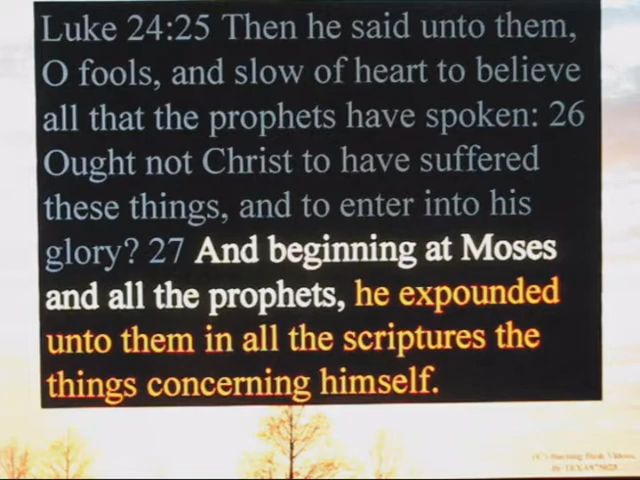 Luke 24:25 Then he said unto them,
O fools, and slow of heart to believe
all that the prophets have spoken: 26
Ought not Christ to have suffered
these things, and to enter into his
glory? 27 And beginning at Moses
and all the prophets, he expounded
unto them in all the scriptures the
things concerning himself.
(C) Burning Bush Videos